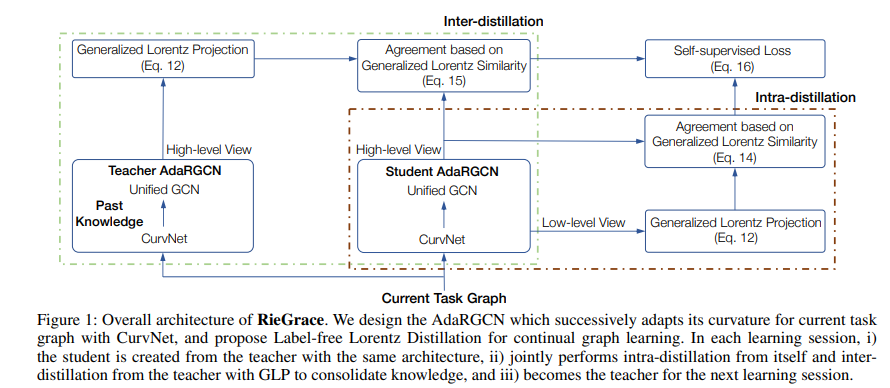 Inter-distillation
Generalized Lorentz Projection
(Eq. 12)
Agreement based on
Generalized Lorentz Similarity
(Eq. 15)
Self-supervised Loss
(Eq. 16)
Intra-distillation
High-level View
High-level View
Agreement based on
Generalized Lorentz Similarity
(Eq. 14)
Teacher AdaRGCN
Unified GCN
Past
Knowledge
CurvNet
Student AdaRGCN
Unified GCN
CurvNet
Low-level View
Generalized Lorentz Projection
(Eq. 12)
Current Task Graph
Figure 1: Overall architecture of RieGrace. We design the AdaRGCN which successively adapts its curvature for current task
graph with CurvNet, and propose Label-free Lorentz Distillation for continual graph learning. In each learning session, i)
the student is created from the teacher with the same architecture, ii) jointly performs intra-distillation from itself and inter-
distillation from the teacher with GLP to consolidate knowledge, and iii) becomes the teacher for the next learning session.